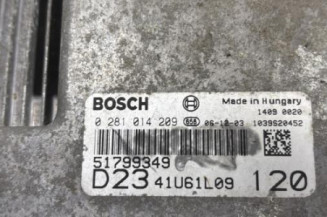 BOSCH Made in Hungary
1409 0020
0 281 014 209 06-10-03 1039S20452
51799349
D23 41U61L09 120